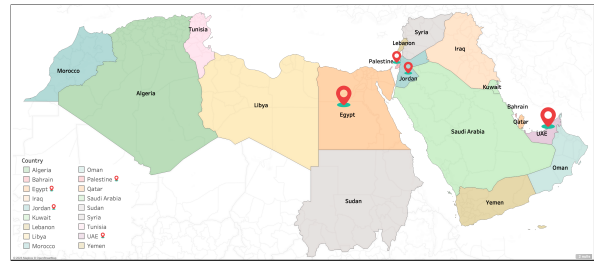 Tunisia
Syria
Lebanon
Iraq
Palestine
Morocco
Jordan
Algeria
Kuwait
Libya
Bahrain
Egypt
Qatar
Saudi Arabia
UAE
Oman
Sudan
Yemen
Country
Algeria
Bahrain
Egypt
Iraq
Jordan
Kuwait
Lebanon
Libya
Morocco
Oman
Palestine
Qatar
Saudi Arabia
Sudan
Syria
Tunisia
UAE
Yemen